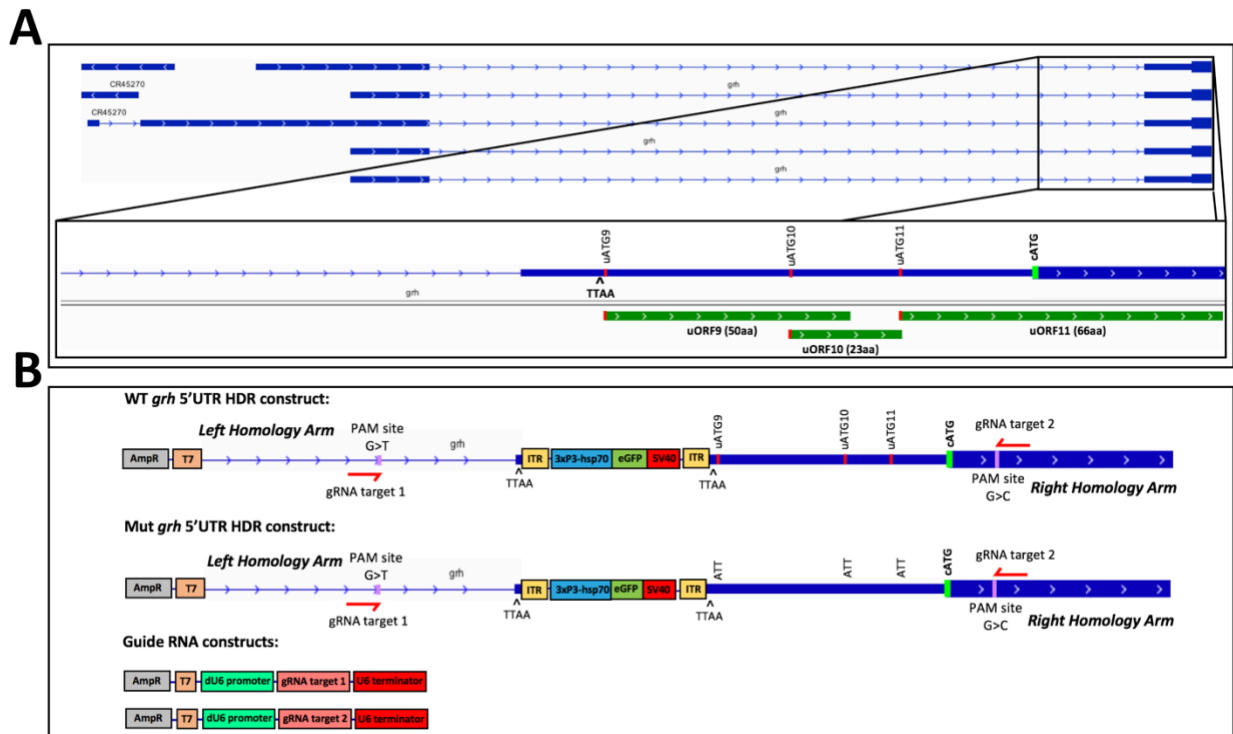 A
CR45270
grh
grh
CR45270
grh
grh
grh
uATG9
uATG10
uATG11
cATG
TTAA
grh
uORF9 (50aa)
uORF11 (66aa)
uORF10 (23aa)
B
WT grh 5'UTR HDR construct:
Left Homology Arm
PAM site
G>T
uATG9
uATG10
uATG11
cATG
gRNA target 2
grh
AmpR T7 ITR 3xP3-hsp70 eGFP SV40 ITR
gRNA target 1
TTAA
TTAA
PAM site
G>C
Right Homology Arm
Mut grh 5'UTR HDR construct:
Left Homology Arm
PAM site
G>T
ATT
ATT
ATT
cATG
gRNA target 2
grh
AmpR T7 ITR 3xP3-hsp70 eGFP SV40 ITR
gRNA target 1
TTAA
TTAA
PAM site
G>C
Right Homology Arm
Guide RNA constructs:
AmpR T7 dU6 promoter gRNA target 1 U6 terminator
AmpR T7 dU6 promoter gRNA target 2 U6 terminator